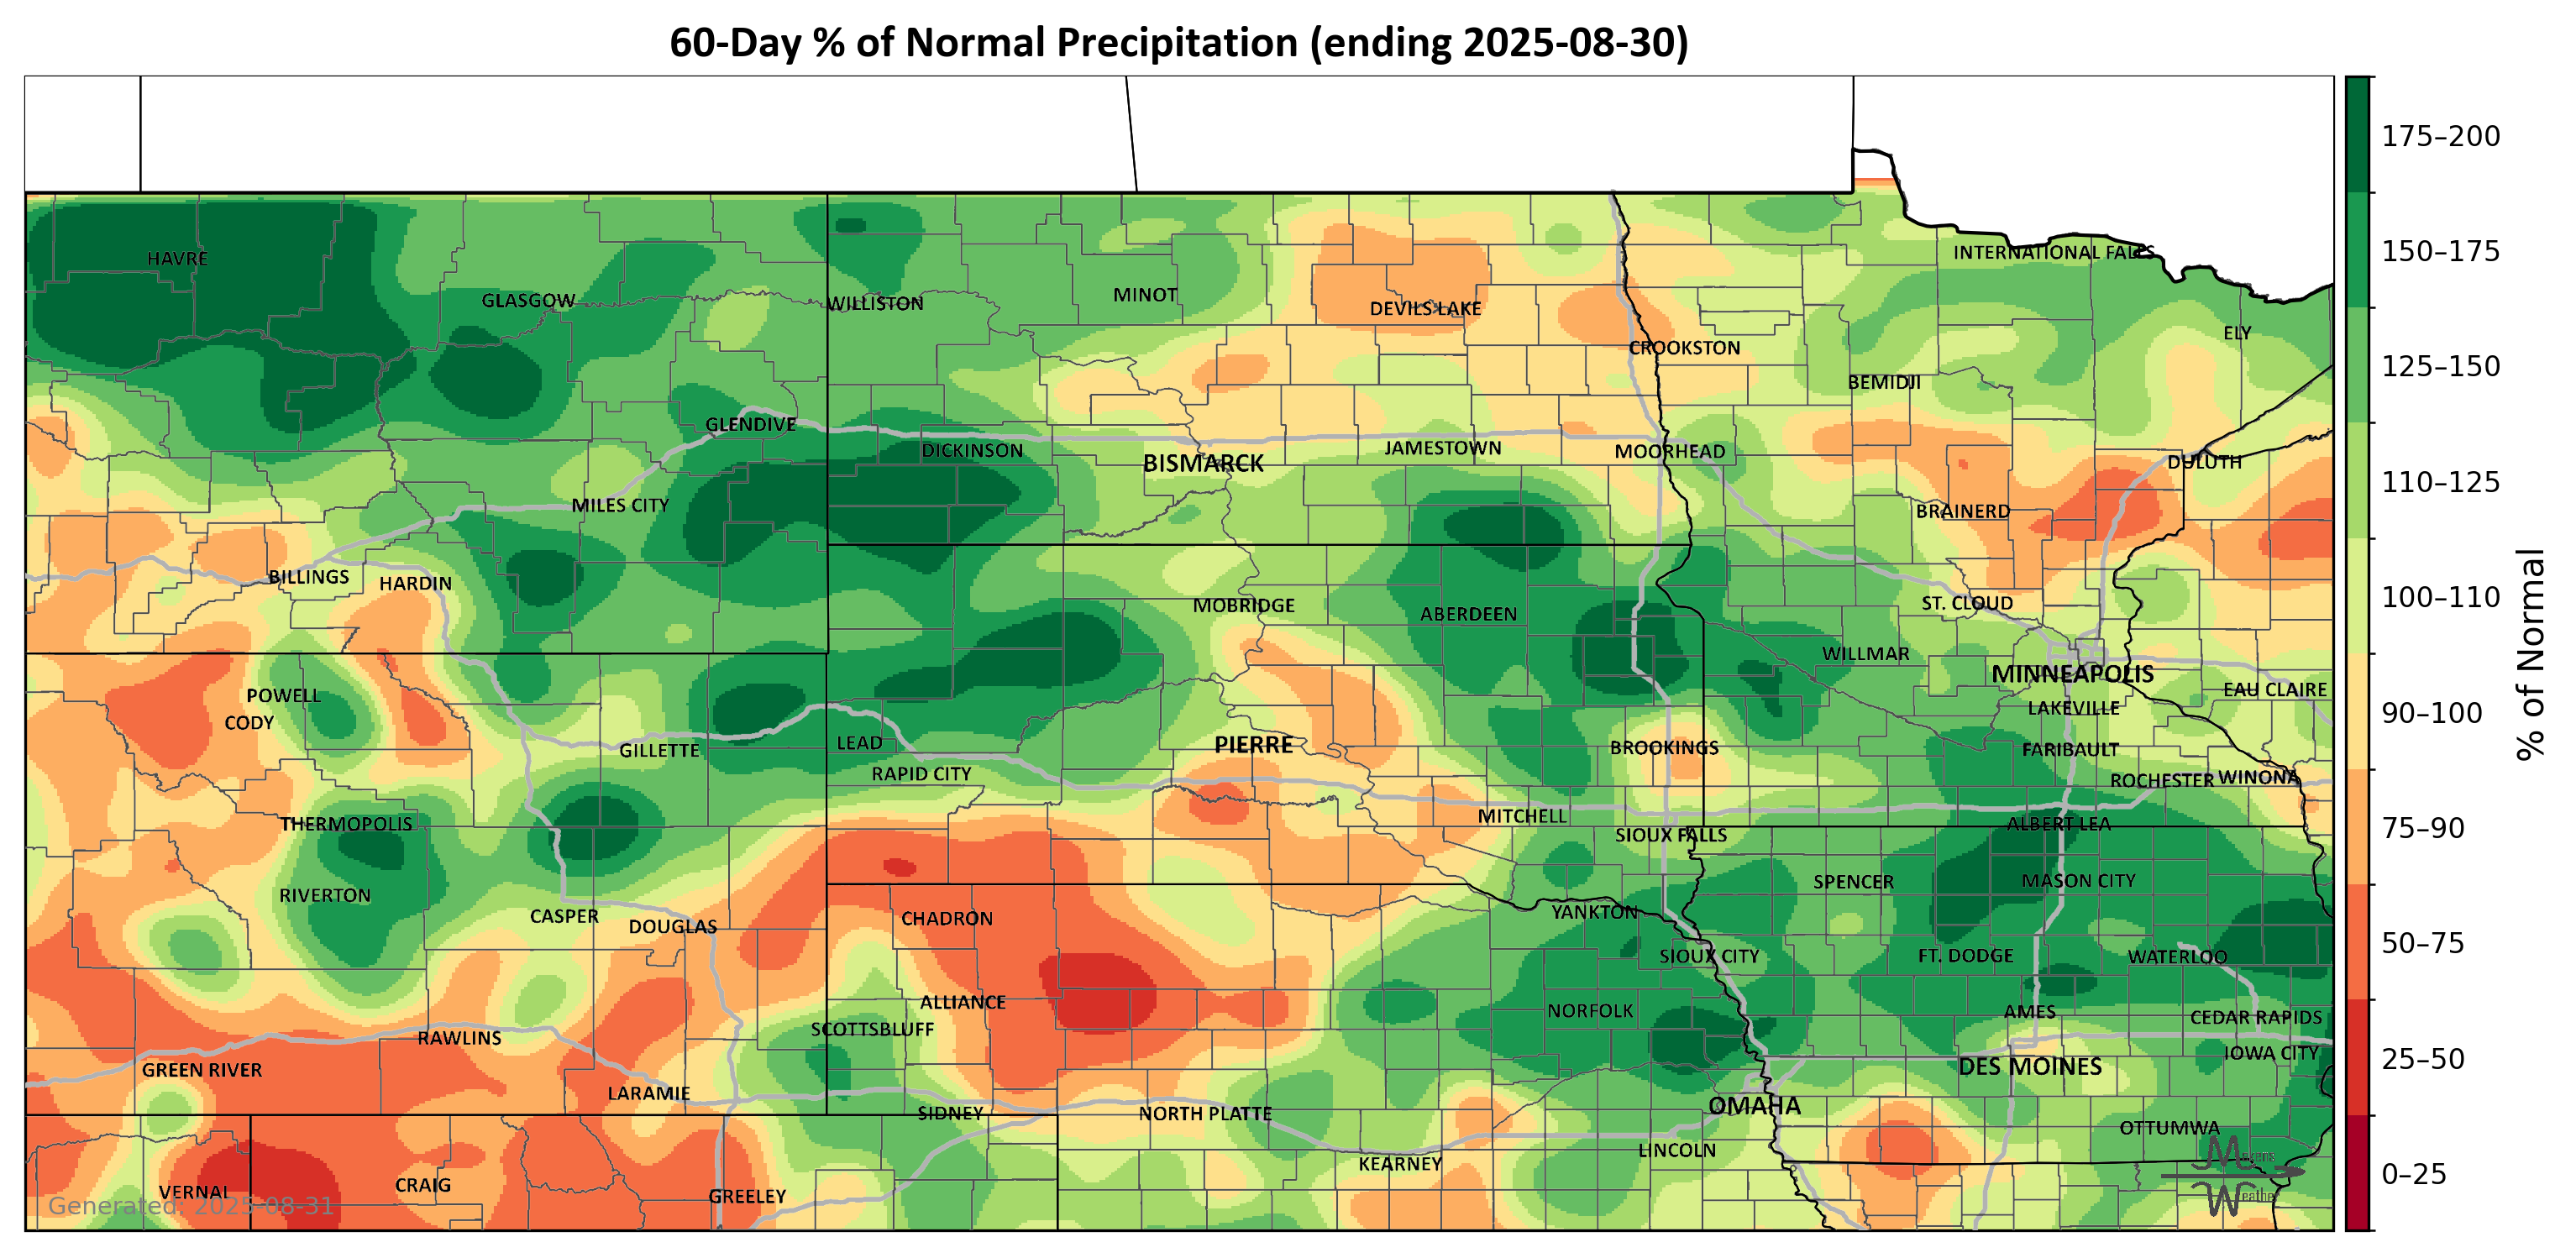 60-Day % of Normal Precipitation (ending 2025-08-30)
175–200
HAVRE
INTERNATIONAL FALLS
150–175
GLASGOW
WILLISTON
MINOT
DEVILS LAKE
125–150
ELY
CROOKSTON
BEMIDJI
GLENDIVE
DICKINSON
BISMARCK
JAMESTOWN
MOORHEAD
DULUTH
110–125
MILES CITY
BRAINERD
BILLINGS
HARDIN
100–110
MOBRIDGE
ABERDEEN
ST. CLOUD
WILLMAR
% of Normal
MINNEAPOLIS
POWELL
EAU CLAIRE
CODY
LAKEVILLE
90–100
GILLETTE
LEAD
PIERRE
BROOKINGS
FARIBAULT
RAPID CITY
ROCHESTER
WINONA
THERMOPOLIS
MITCHELL
SIOUX FALLS
ALBERT LEA
75–90
RIVERTON
SPENCER
MASON CITY
CASPER
DOUGLAS
CHADRON
YANKTON
SIOUX CITY
FT. DODGE
WATERLOO
50–75
ALLIANCE
NORFOLK
AMES
CEDAR RAPIDS
SCOTTSBLUFF
RAWLINS
IOWA CITY
GREEN RIVER
DES MOINES
25–50
LARAMIE
SIDNEY
NORTH PLATTE
OMAHA
OTTUMWA
KEARNEY
LINCOLN
VERNAL
CRAIG
GREELEY
Weather
0–25
Generated: 2025-08-31